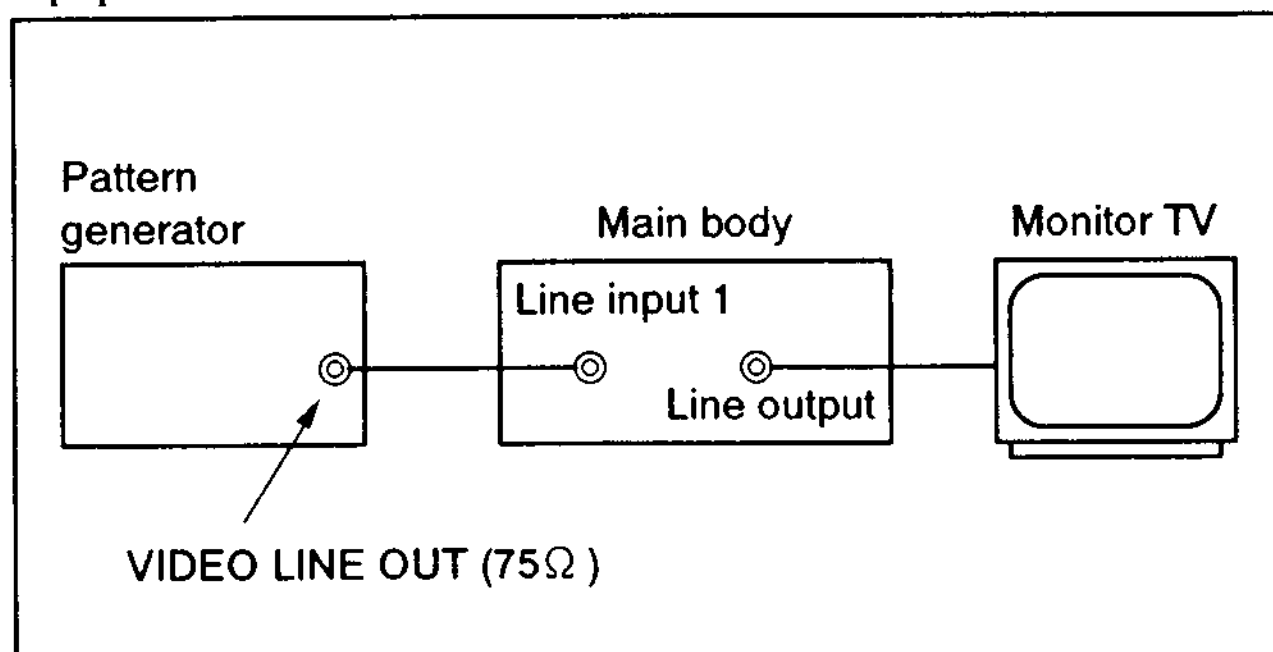 Pattern
generator
Main body
Monitor TV
Line input 1
Line output
VIDEO LINE OUT (75Ω )